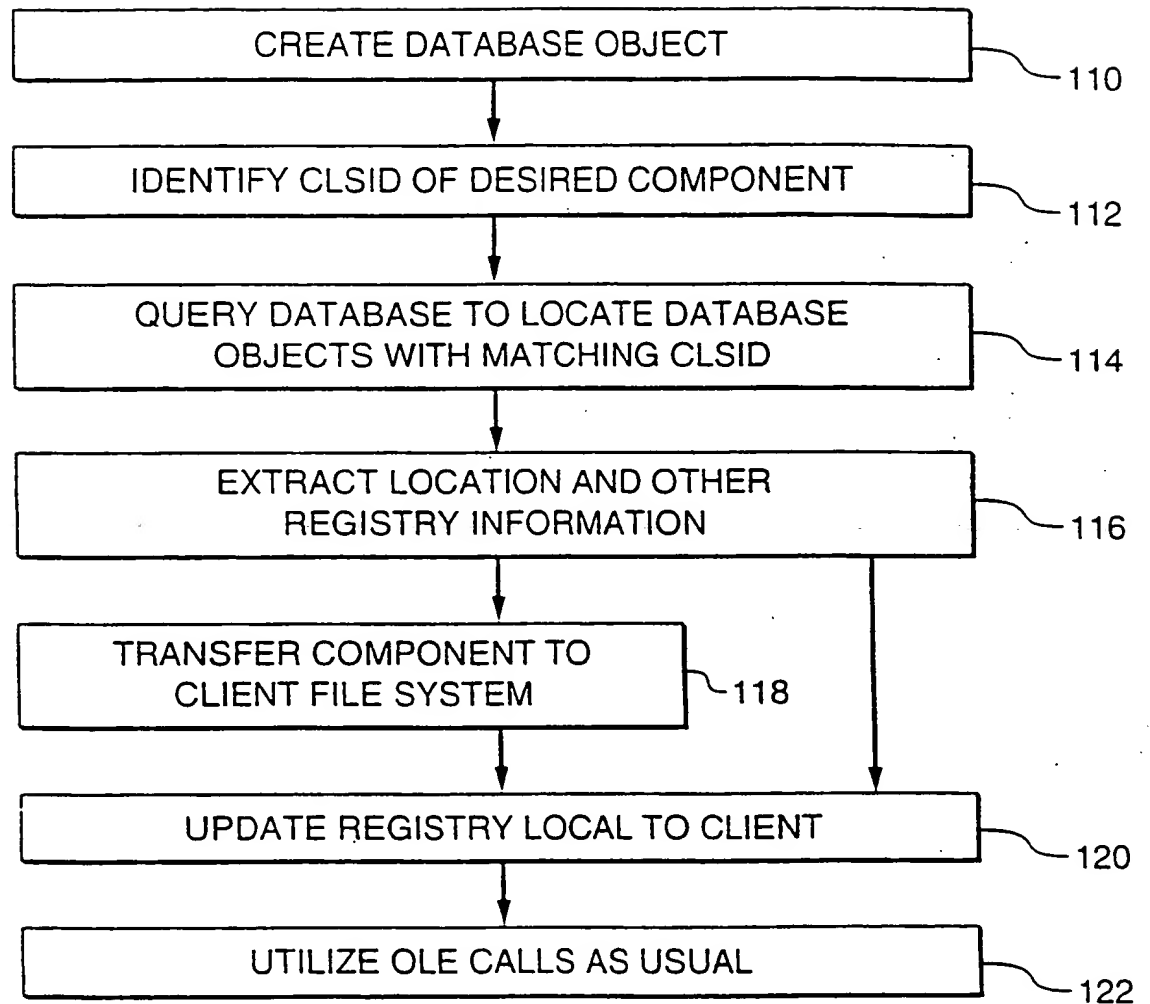 CREATE DATABASE OBJECT
110
IDENTIFY CLSID OF DESIRED COMPONENT
112
QUERY DATABASE TO LOCATE DATABASE
OBJECTS WITH MATCHING CLSID
114
EXTRACT LOCATION AND OTHER
REGISTRY INFORMATION
116
TRANSFER COMPONENT TO
CLIENT FILE SYSTEM
118
UPDATE REGISTRY LOCAL TO CLIENT
120
UTILIZE OLE CALLS AS USUAL
122